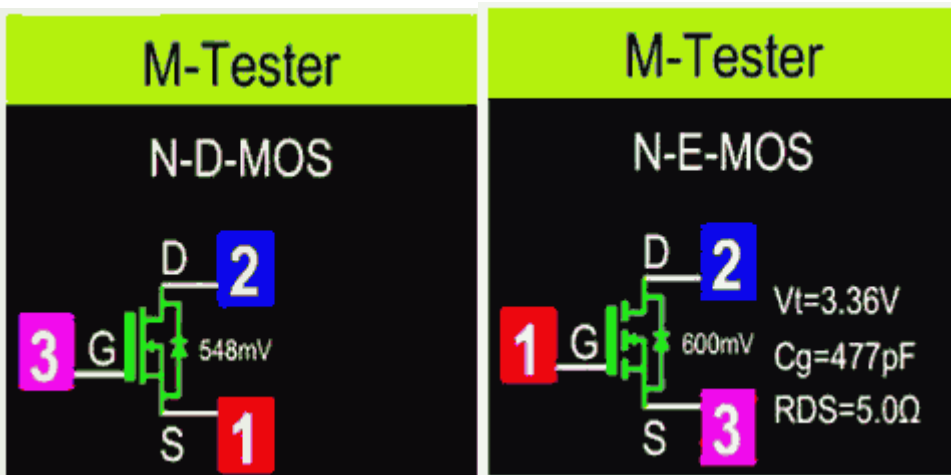 M-Tester
N-D-MOS
D
2
3
G
548mV
S
1
M-Tester
N-E-MOS
D
2
Vt=3.36V
1
G
600mV
Cg=477pF
RDS=5.0Ω
S
3